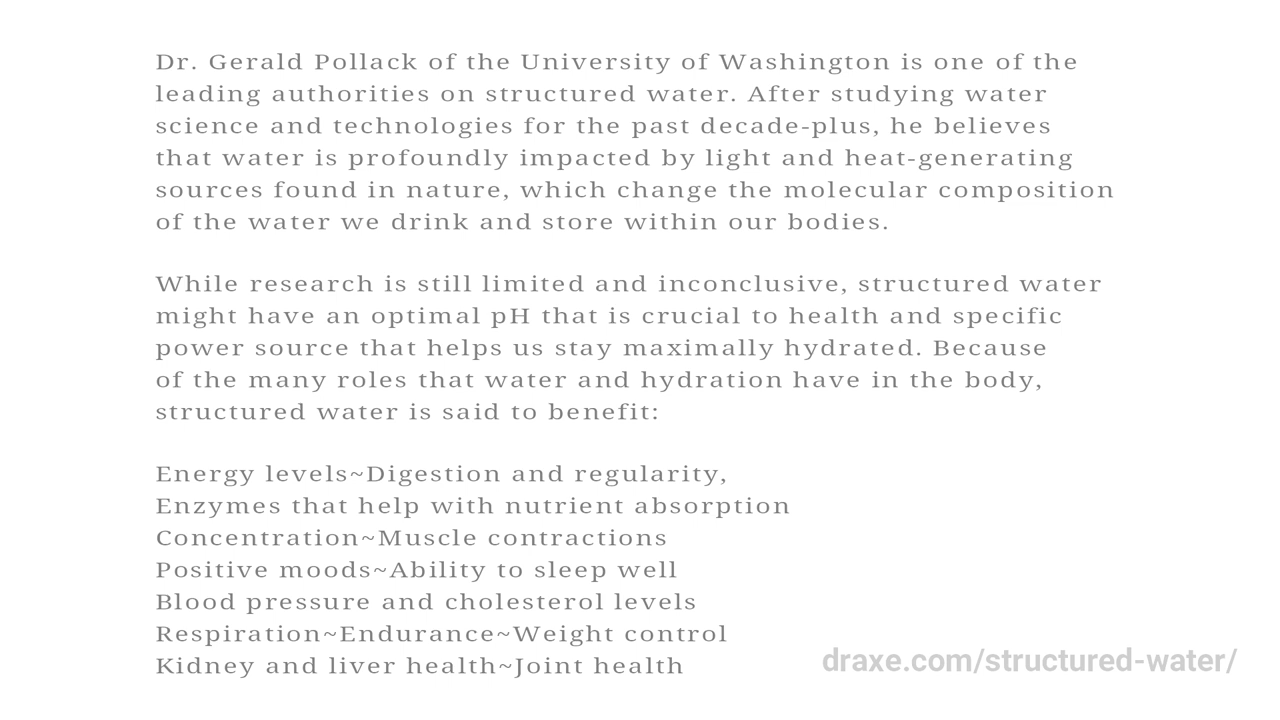 Dr. Gerald Pollack of the University of Washington is one of the
leading authorities on structured water. After studying water
science and technologies for the past decade-plus, he believes
that water is profoundly impacted by light and heat-generating
sources found in nature, which change the molecular composition
of the water we drink and store within our bodies.
While research is still limited and inconclusive, structured water
might have an optimal pH that is crucial to health and specific
power source that helps us stay maximally hydrated. Because
of the many roles that water and hydration have in the body,
structured water is said to benefit:
Energy levels~Digestion and regularity,
Enzymes that help with nutrient absorption
Concentration~Muscle contractions
Positive moods~Ability to sleep well
Blood pressure and cholesterol levels
Respiration~Endurance~Weight control
Kidney and liver health~Joint health
draxe.com/structured-water/